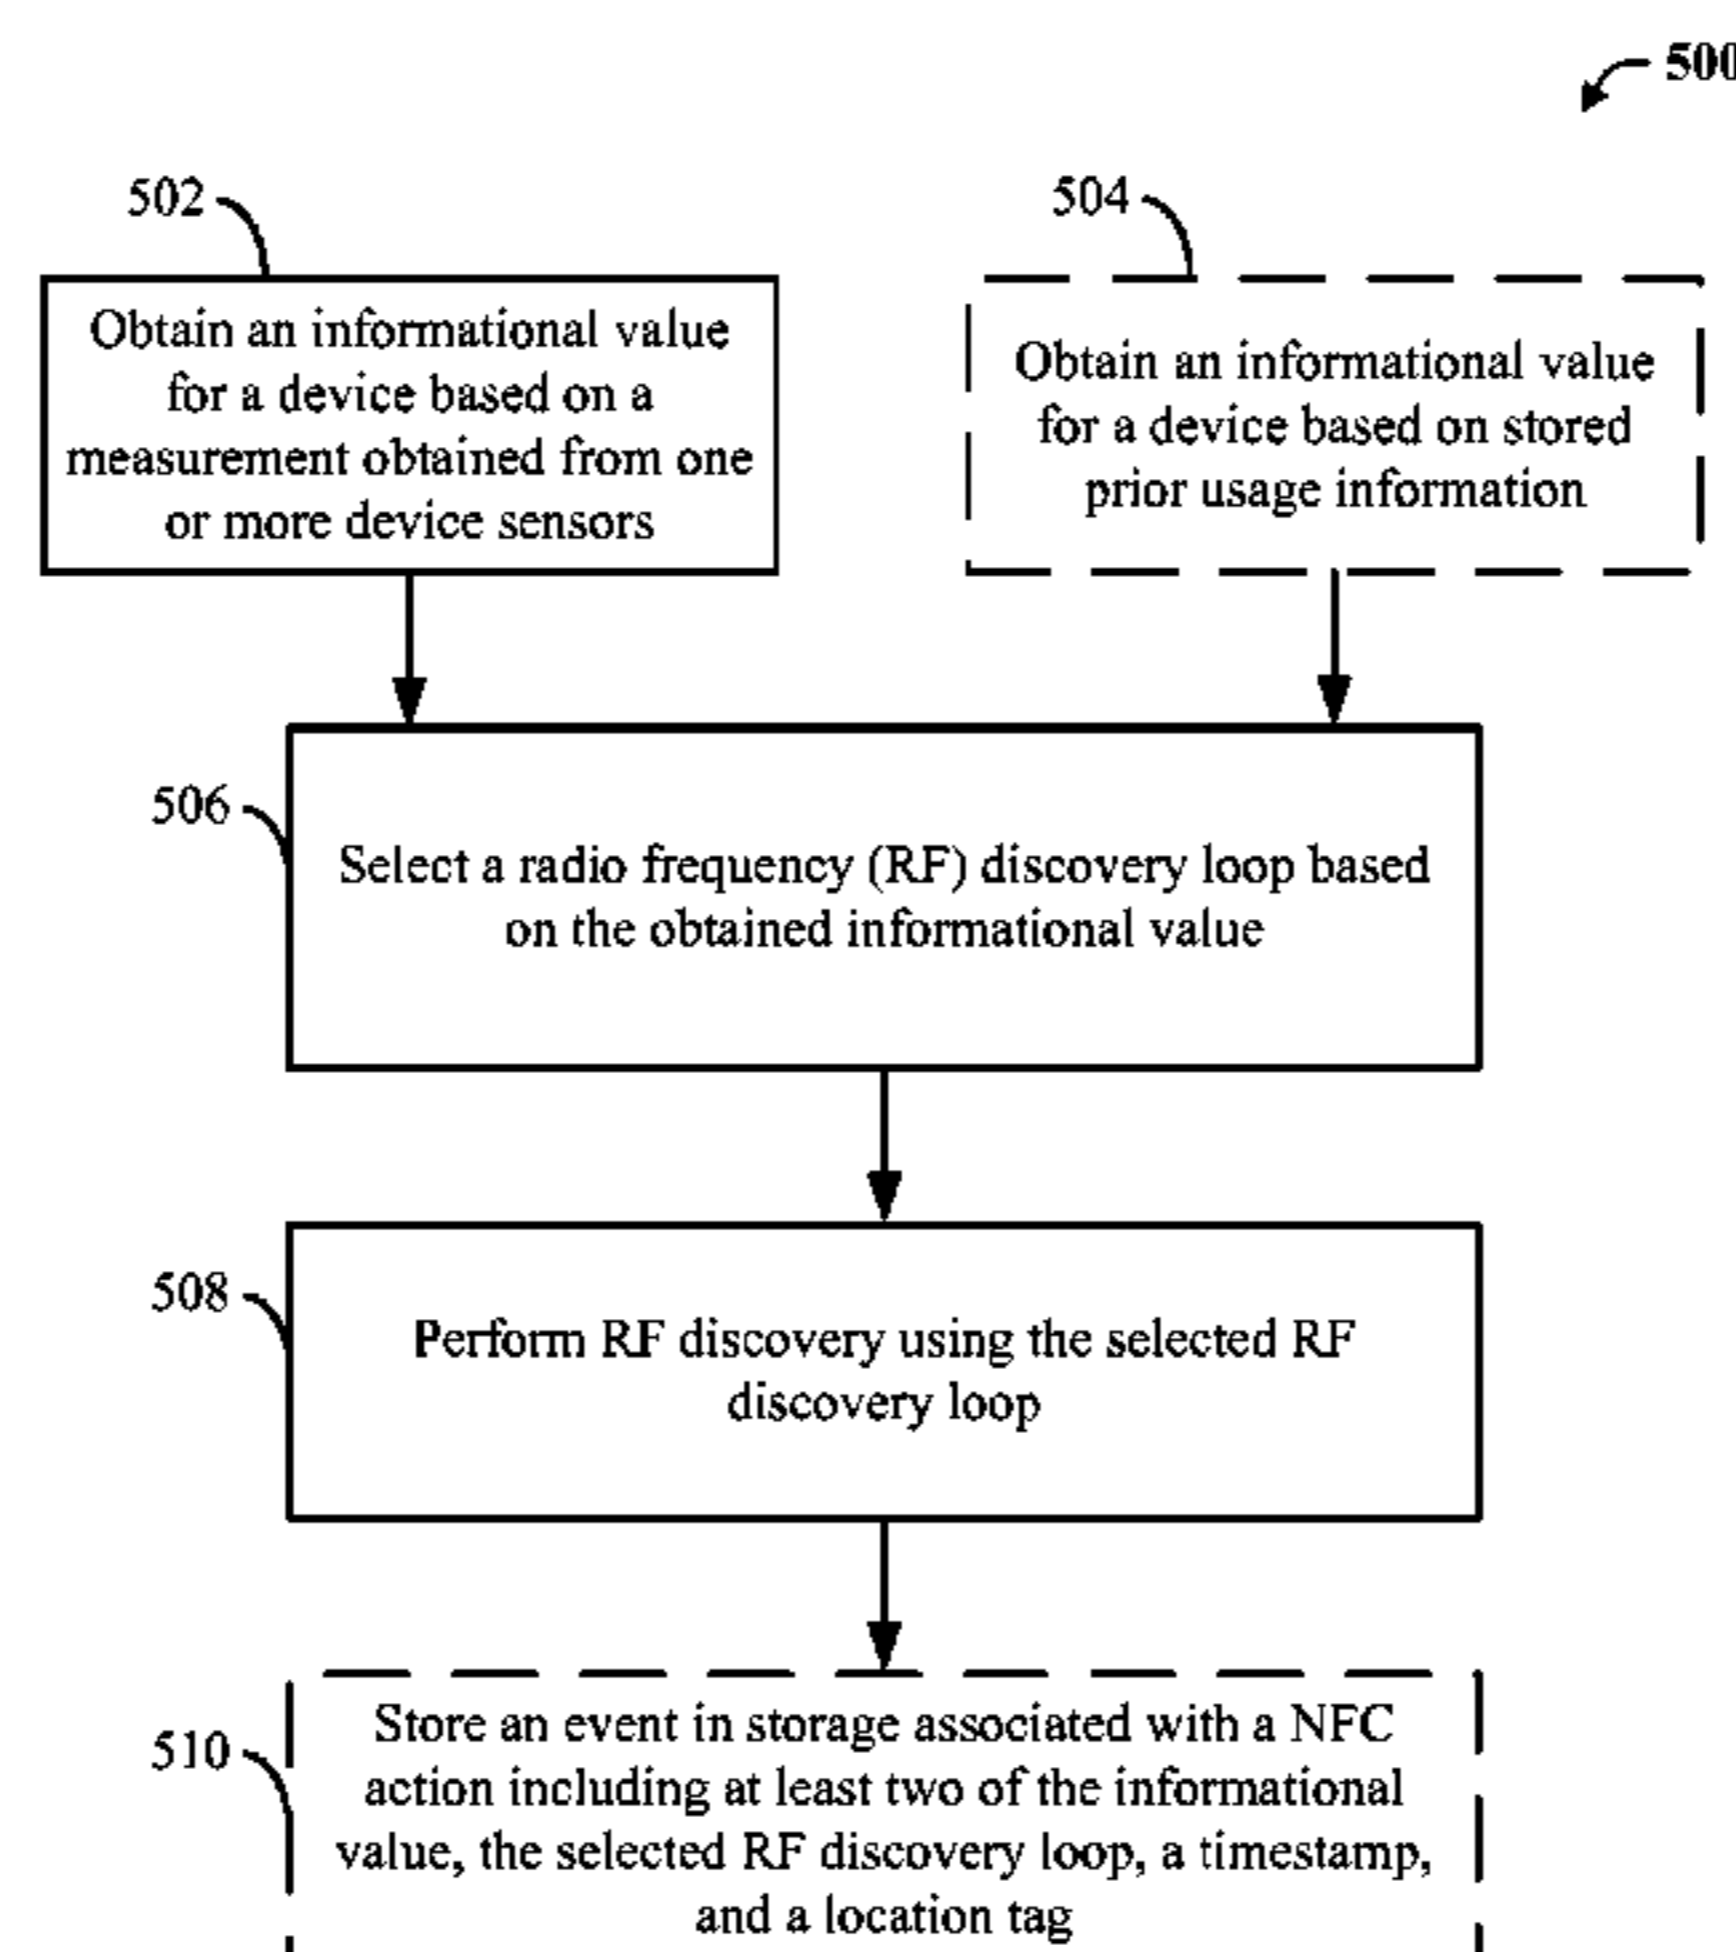 500
502
504
Obtain an informational value
for a device based on a
measurement obtained from one
or more device sensors
Obtain an informational value
for a device based on stored
prior usage information
506
Select a radio frequency (RF) discovery loop based
on the obtained informational value
508
Perform RF discovery using the selected RF
discovery loop
510
Store an event in storage associated with a NFC
action including at least two of the informational
value, the selected RF discovery loop, a timestamp,
and a location tag